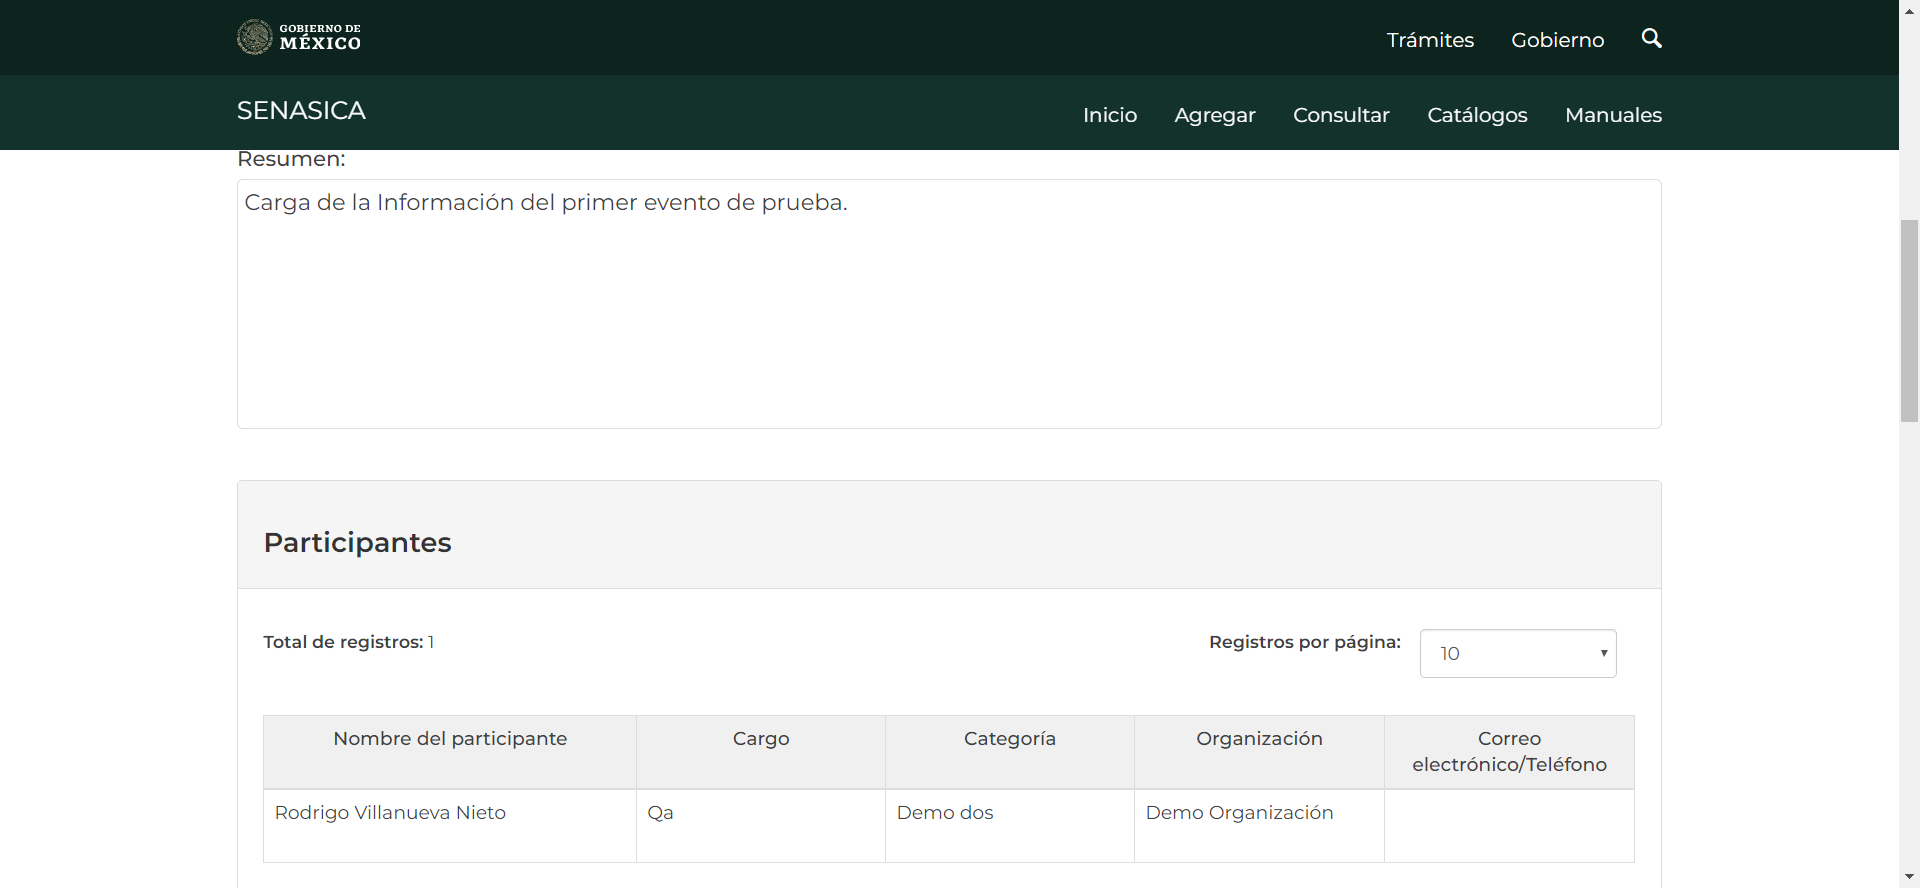 GOBIERNO DE
MÉXICO
Trámites Gobierno
SENASICA
Inicio Agregar Consultar Catálogos Manuales
Resumen:
Carga de la Información del primer evento de prueba.
Participantes
Total de registros: 1
Registros por página: 10
Nombre del participante Cargo Categoría Organización Correo
electrónico/Teléfono
Rodrigo Villanueva Nieto Qa Demo dos Demo Organización